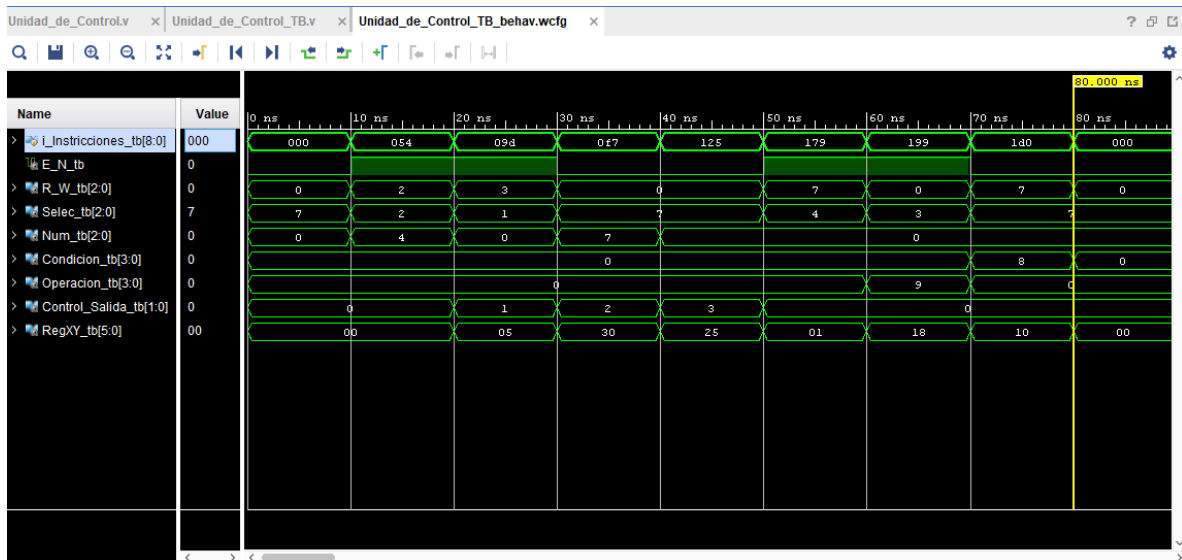 Unidad_de_Control.v × Unidad_de_Control_TB.v × Unidad_de_Control_TB_behav.wcfg × ?
80.000 ns
Name Value 0 ns 10 ns 20 ns 30 ns 40 ns 50 ns 60 ns 70 ns 80 ns
> i_Instricciones_tb[8:0] 000 000 054 09d 0f7 125 179 199 1d0 000
E_N_tb 0
> R_W_tb[2:0] 0 0 2 3 0 7 0 7 0
> Selec_tb[2:0] 7 7 2 1 7 4 3 7
> Num_tb[2:0] 0 0 4 0 7 0
> Condicion_tb[3:0] 0 0 8 0
> Operacion_tb[3:0] 0 0 9 0
> Control_Salida_tb[1:0] 0 0 1 2 3 0
> RegXY_tb[5:0] 00 00 05 30 25 01 18 10 00